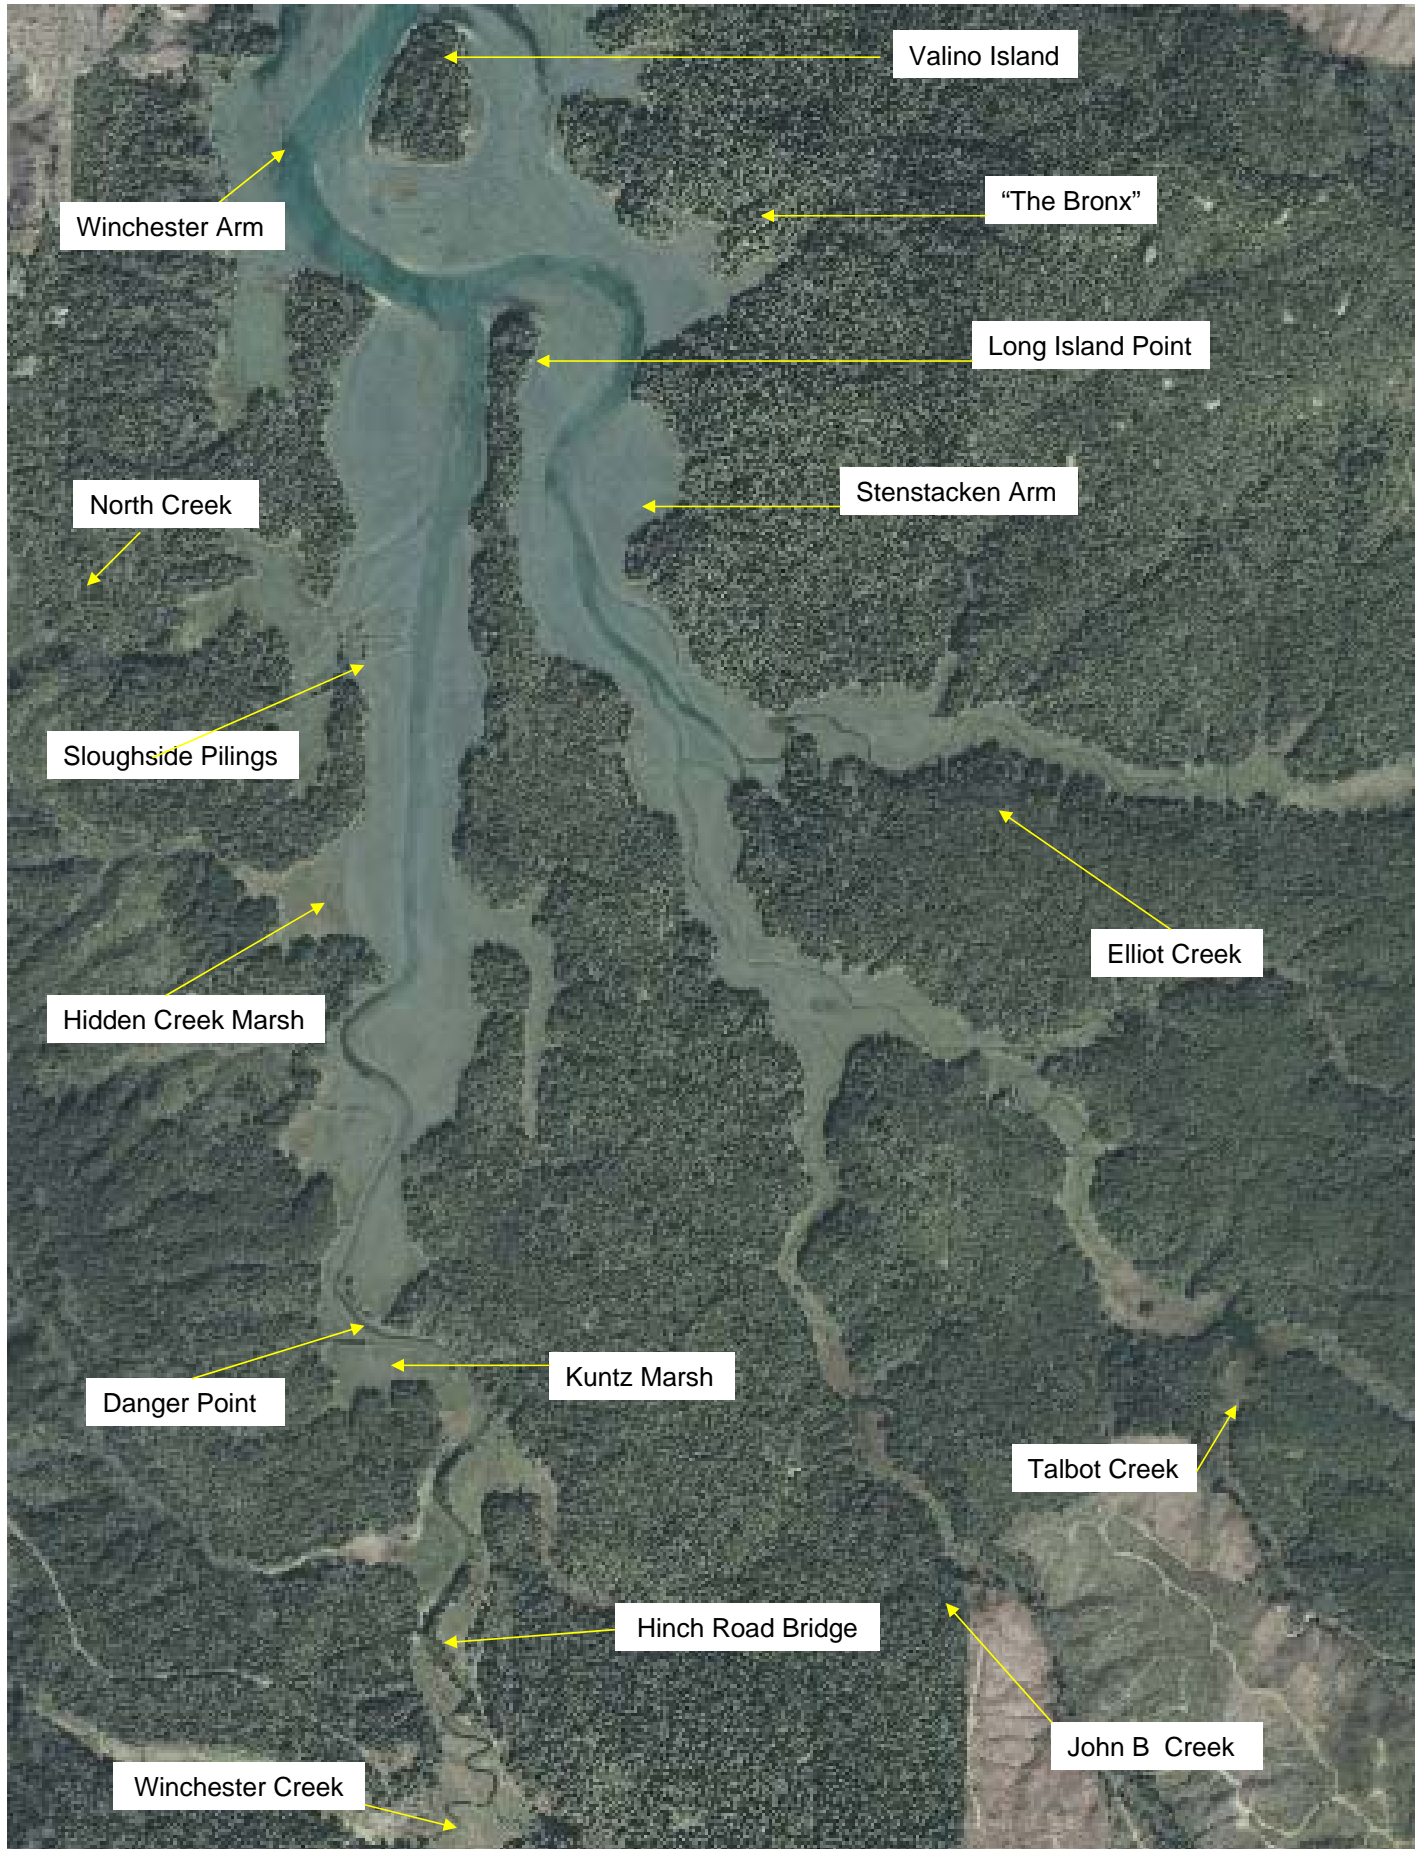 Valino Island
“The Bronx”
Winchester Arm
Long Island Point
Stenstacken Arm
North Creek
Sloughside Pilings
Elliot Creek
Hidden Creek Marsh
Kuntz Marsh
Danger Point
Talbot Creek
Hinch Road Bridge
John B Creek
Winchester Creek